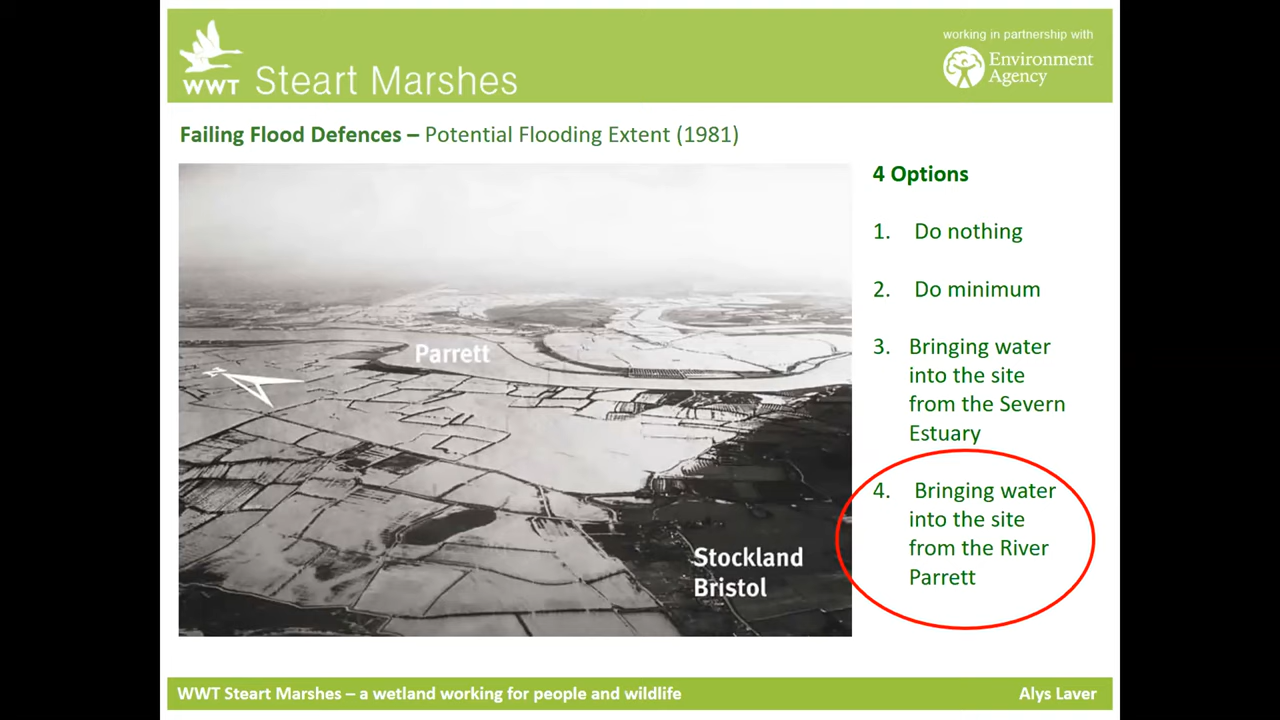 WWT Steart Marshes
working in partnership with
Environment
Agency
Failing Flood Defences – Potential Flooding Extent (1981)
Parrett
N
Stockland
Bristol
4 Options
1. Do nothing
2. Do minimum
3. Bringing water
into the site
from the Severn
Estuary
4. Bringing water
into the site
from the River
Parrett
WWT Steart Marshes – a wetland working for people and wildlife
Alys Laver